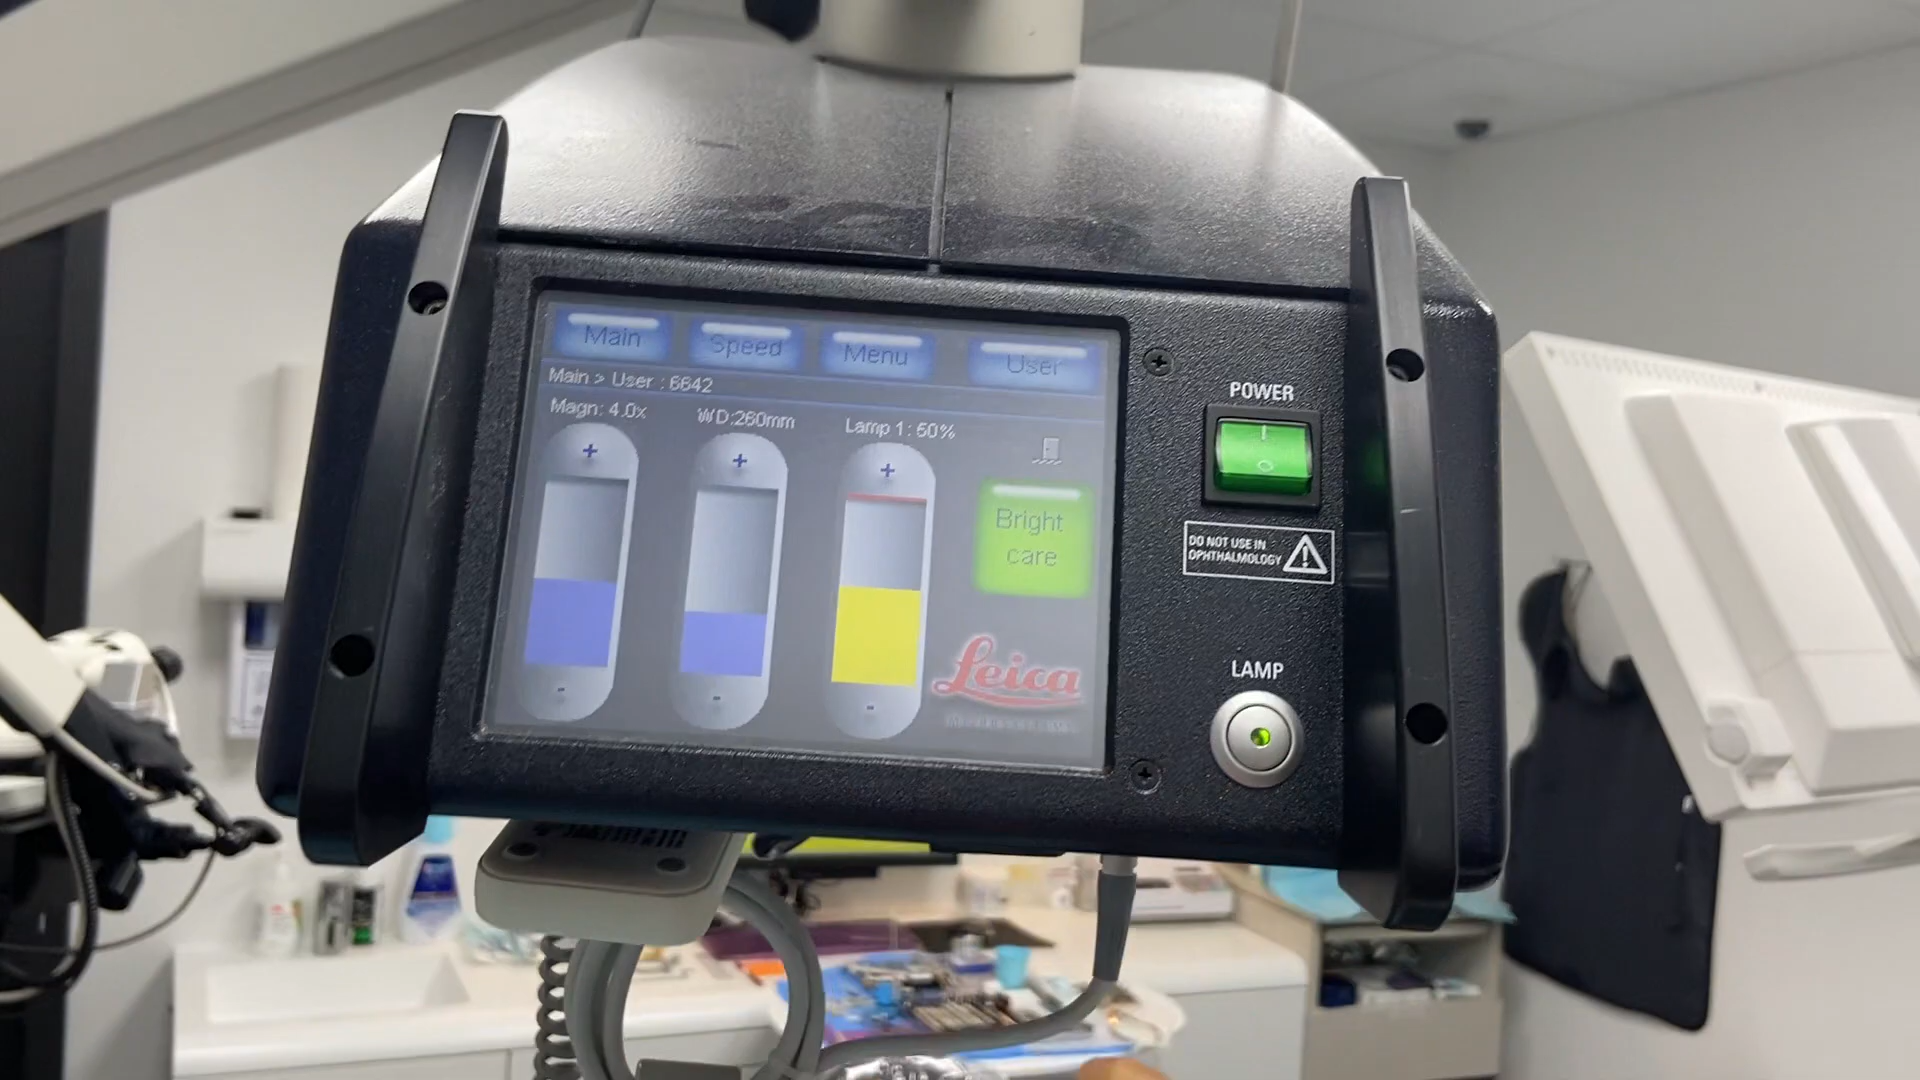 Main
Speed
Menu
User
Main > User : 6642
Magn: 4.0x
WD:260mm
Lamp 1: 50%
+
+
+
Bright
care
-
-
-
Leica
POWER
DO NOT USE IN
OPHTHALMOLOGY
LAMP